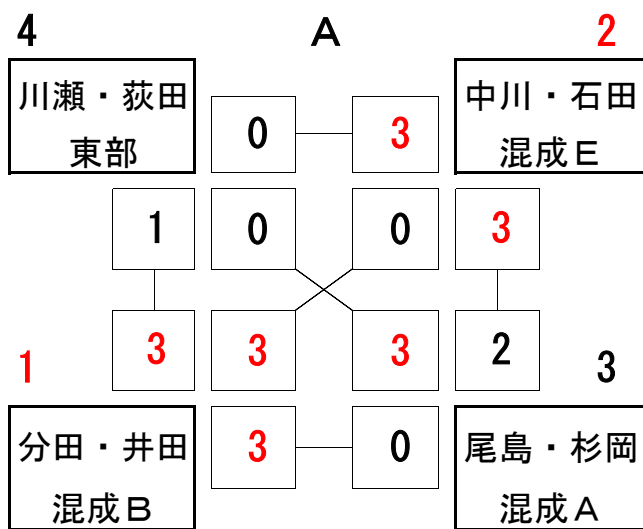 4 A 2
川瀬・荻田
東部
中川・石田
混成E
0 3
1 0 0 3
3 3 3 2
1 3
分田・井田
混成B
3 0
尾島・杉岡
混成A